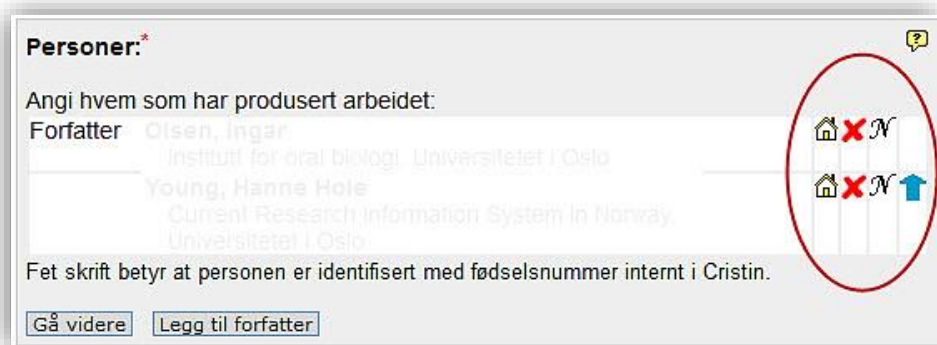 Personer:*
Angi hvem som har produsert arbeidet:
Forfatter Olsen, Ingar N
Institutt for oral biologi, Universitetet i Oslo
Young, Hanne Hole N
Current Research Information System in Norway,
Universitetet i Oslo
Fet skrift betyr at personen er identifisert med fødselsnummer internt i Cristin.
Gå videre Legg til forfatter